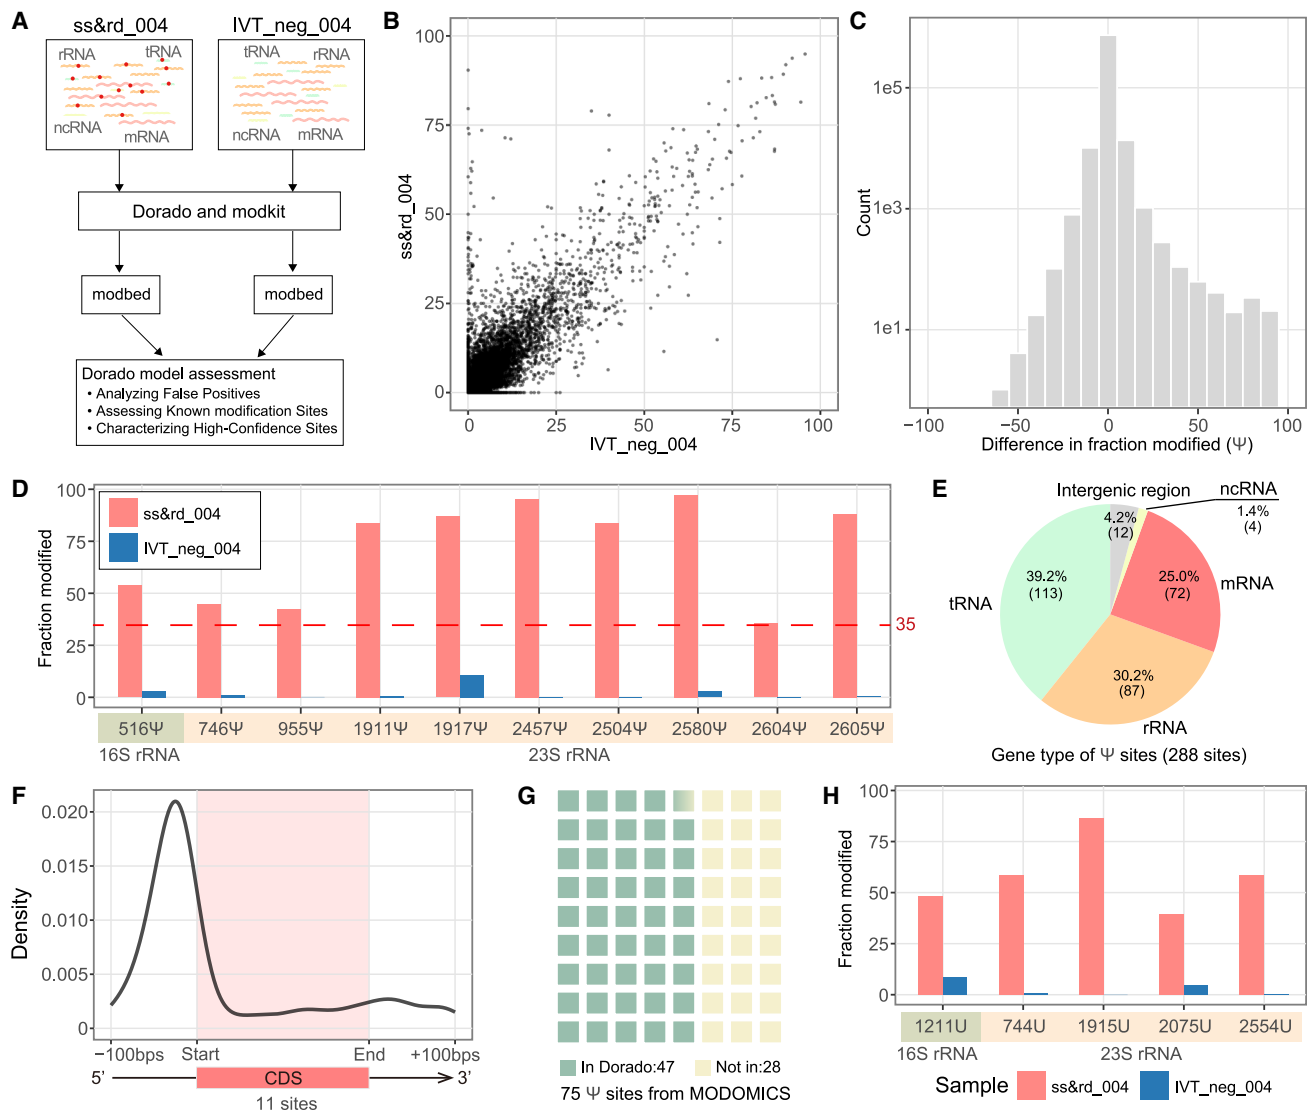 A
ss&rd_004
IVT_neg_004
rRNA
tRNA
ncRNA
mRNA
tRNA
rRNA
ncRNA
mRNA
Dorado and modkit
modbed
modbed
Dorado model assessment
• Analyzing False Positives
• Assessing Known modification Sites
• Characterizing High-Confidence Sites
B
ss&rd_004
100
75
50
25
0
0
25
50
75
100
IVT_neg_004
C
Count
1e+5
1e+3
1e+1
−100
−50
0
50
100
Difference in fraction modified (Ψ)
D
Fraction modified
100
75
50
25
0
ss&rd_004
IVT_neg_004
35
516Ψ
746Ψ
955Ψ
1911Ψ
1917Ψ
2457Ψ
2504Ψ
2580Ψ
2604Ψ
2605Ψ
16S rRNA
23S rRNA
E
Intergenic region
4.2%
(12)
ncRNA
1.4%
(4)
mRNA
25.0%
(72)
tRNA
39.2%
(113)
30.2%
(87)
rRNA
Gene type of Ψ sites (288 sites)
F
Density
0.020
0.015
0.010
0.005
0
−100bps
Start
End
+100bps
5'
CDS
3'
11 sites
G
In Dorado:47
Not in:28
75 Ψ sites from MODOMICS
H
Fraction modified
100
75
50
25
0
1211U
744U
1915U
2075U
2554U
16S rRNA
23S rRNA
Sample
ss&rd_004
IVT_neg_004